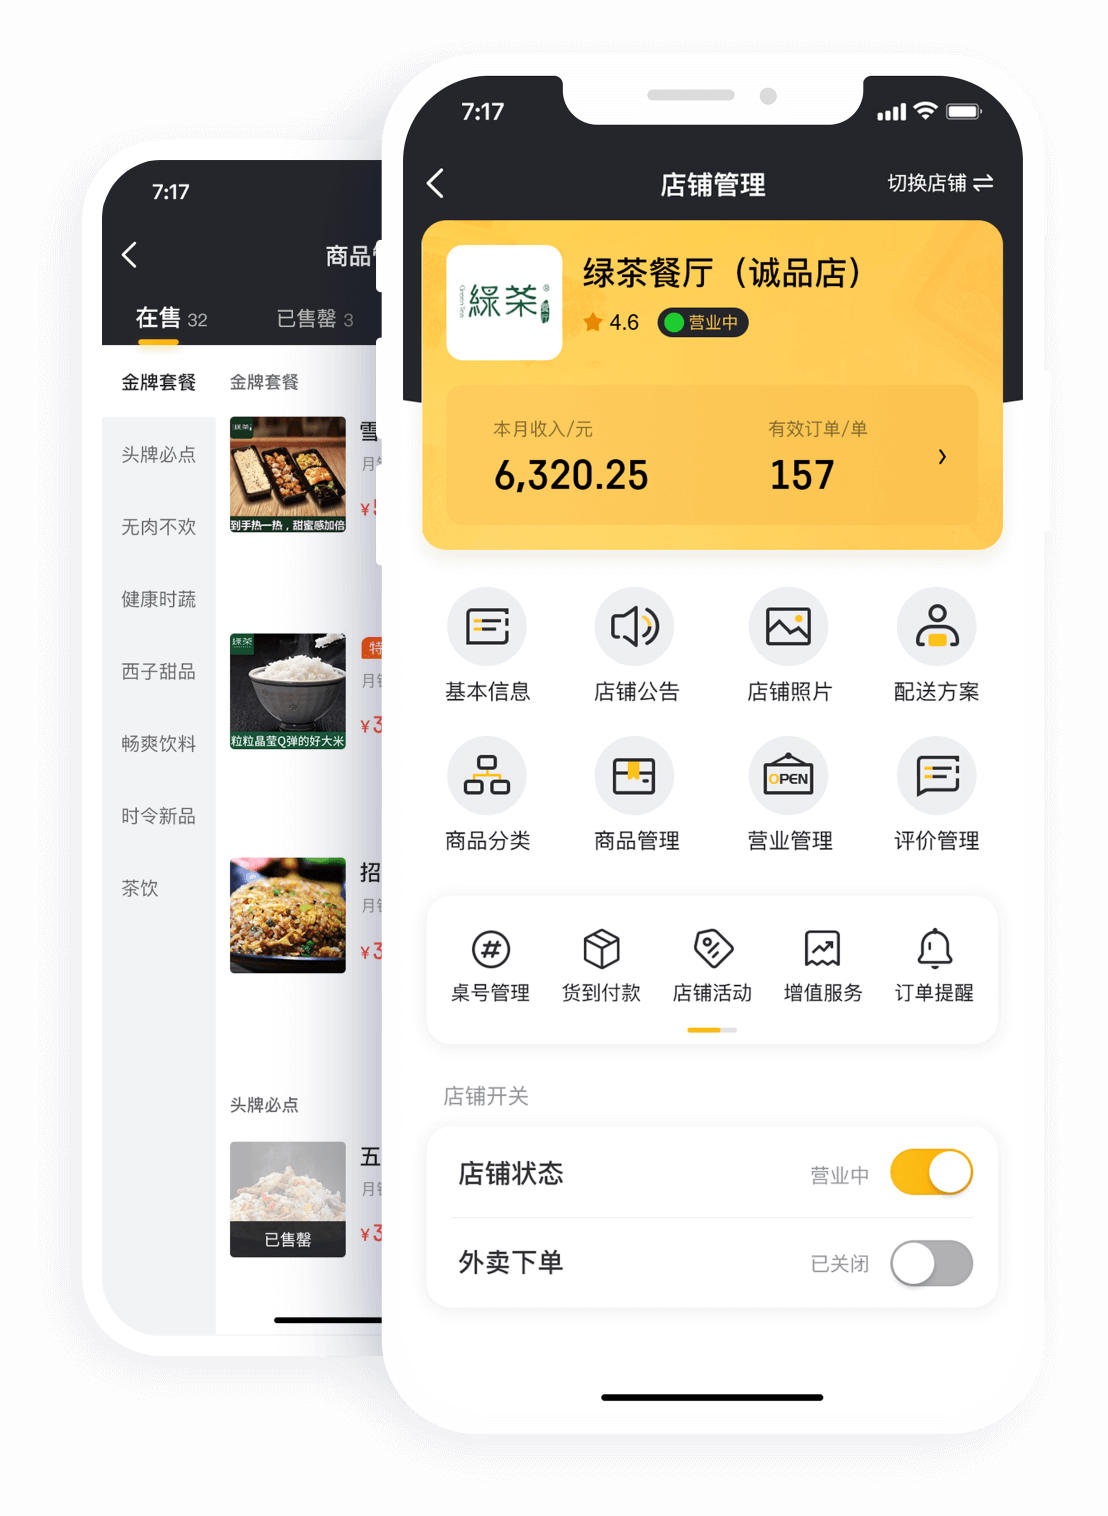 7:17
商品
在售 32
已售罄 3
金牌套餐
头牌必点
无肉不欢
健康时蔬
西子甜品
畅爽饮料
时令新品
茶饮
金牌套餐
綠茶
到手热一热，甜蜜感加倍
雪
月
¥5
綠茶
粒粒晶莹Q弹的好大米
特
月
¥3
招
月
¥3
头牌必点
已售罄
五
月
¥3
7:17
店铺管理
切换店铺
Green Tea
綠茶
®
绿茶餐厅（诚品店）
4.6
营业中
本月收入/元
6,320.25
有效订单/单
157
基本信息
店铺公告
店铺照片
配送方案
OPEN
商品分类
商品管理
营业管理
评价管理
桌号管理
货到付款
店铺活动
增值服务
订单提醒
店铺开关
店铺状态
营业中
外卖下单
已关闭